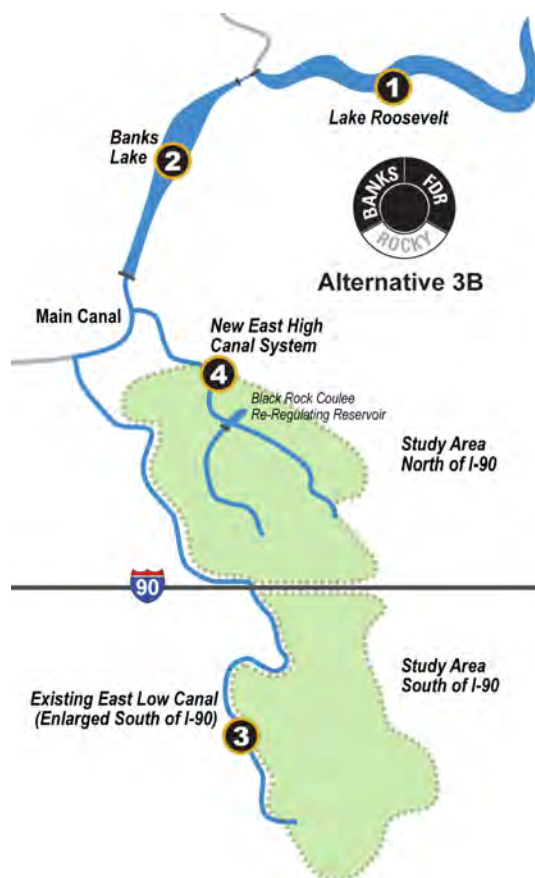 1
Lake Roosevelt
Banks
Lake
2
BANKS
FDR
ROCKY
Alternative 3B
Main Canal
New East High
Canal System
4
Black Rock Coulee
Re-Regulating Reservoir
Study Area
North of I-90
90
Study Area
South of I-90
Existing East Low Canal
(Enlarged South of I-90)
3